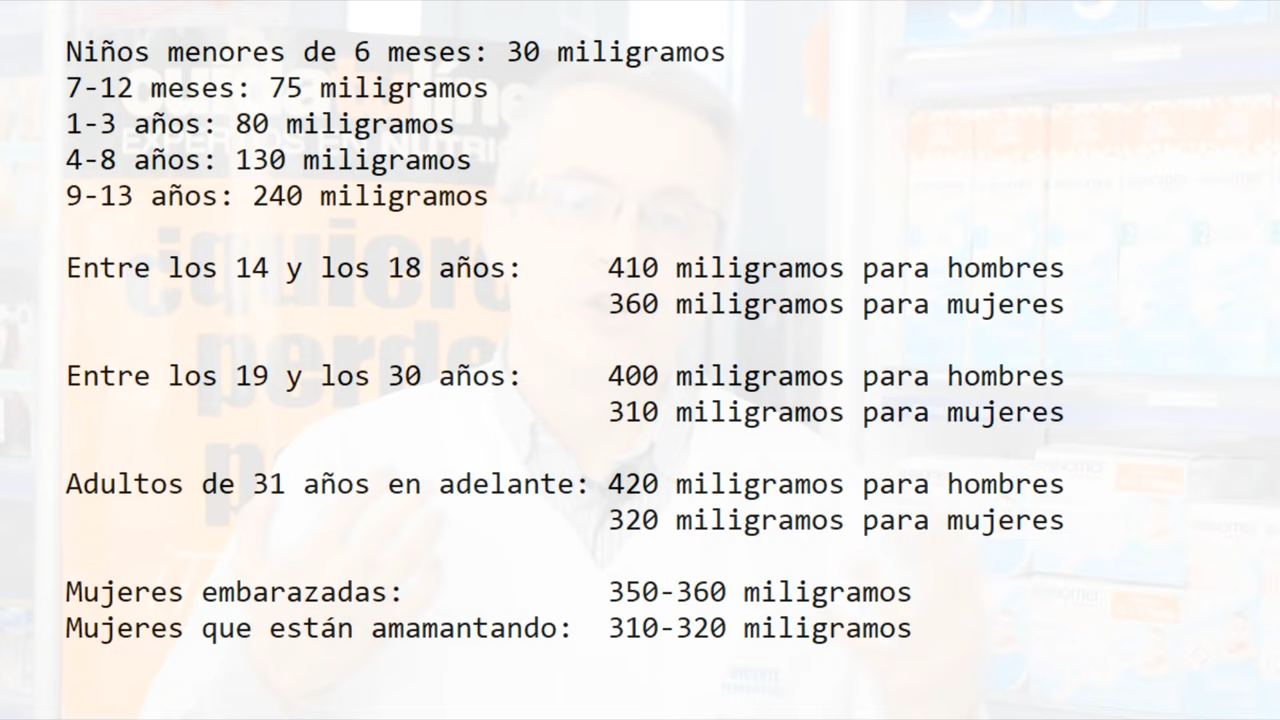 Niños menores de 6 meses: 30 miligramos
7-12 meses: 75 miligramos
1-3 años: 80 miligramos
4-8 años: 130 miligramos
9-13 años: 240 miligramos
Entre los 14 y los 18 años: 410 miligramos para hombres
360 miligramos para mujeres
Entre los 19 y los 30 años: 400 miligramos para hombres
310 miligramos para mujeres
Adultos de 31 años en adelante: 420 miligramos para hombres
320 miligramos para mujeres
Mujeres embarazadas: 350-360 miligramos
Mujeres que están amamantando: 310-320 miligramos